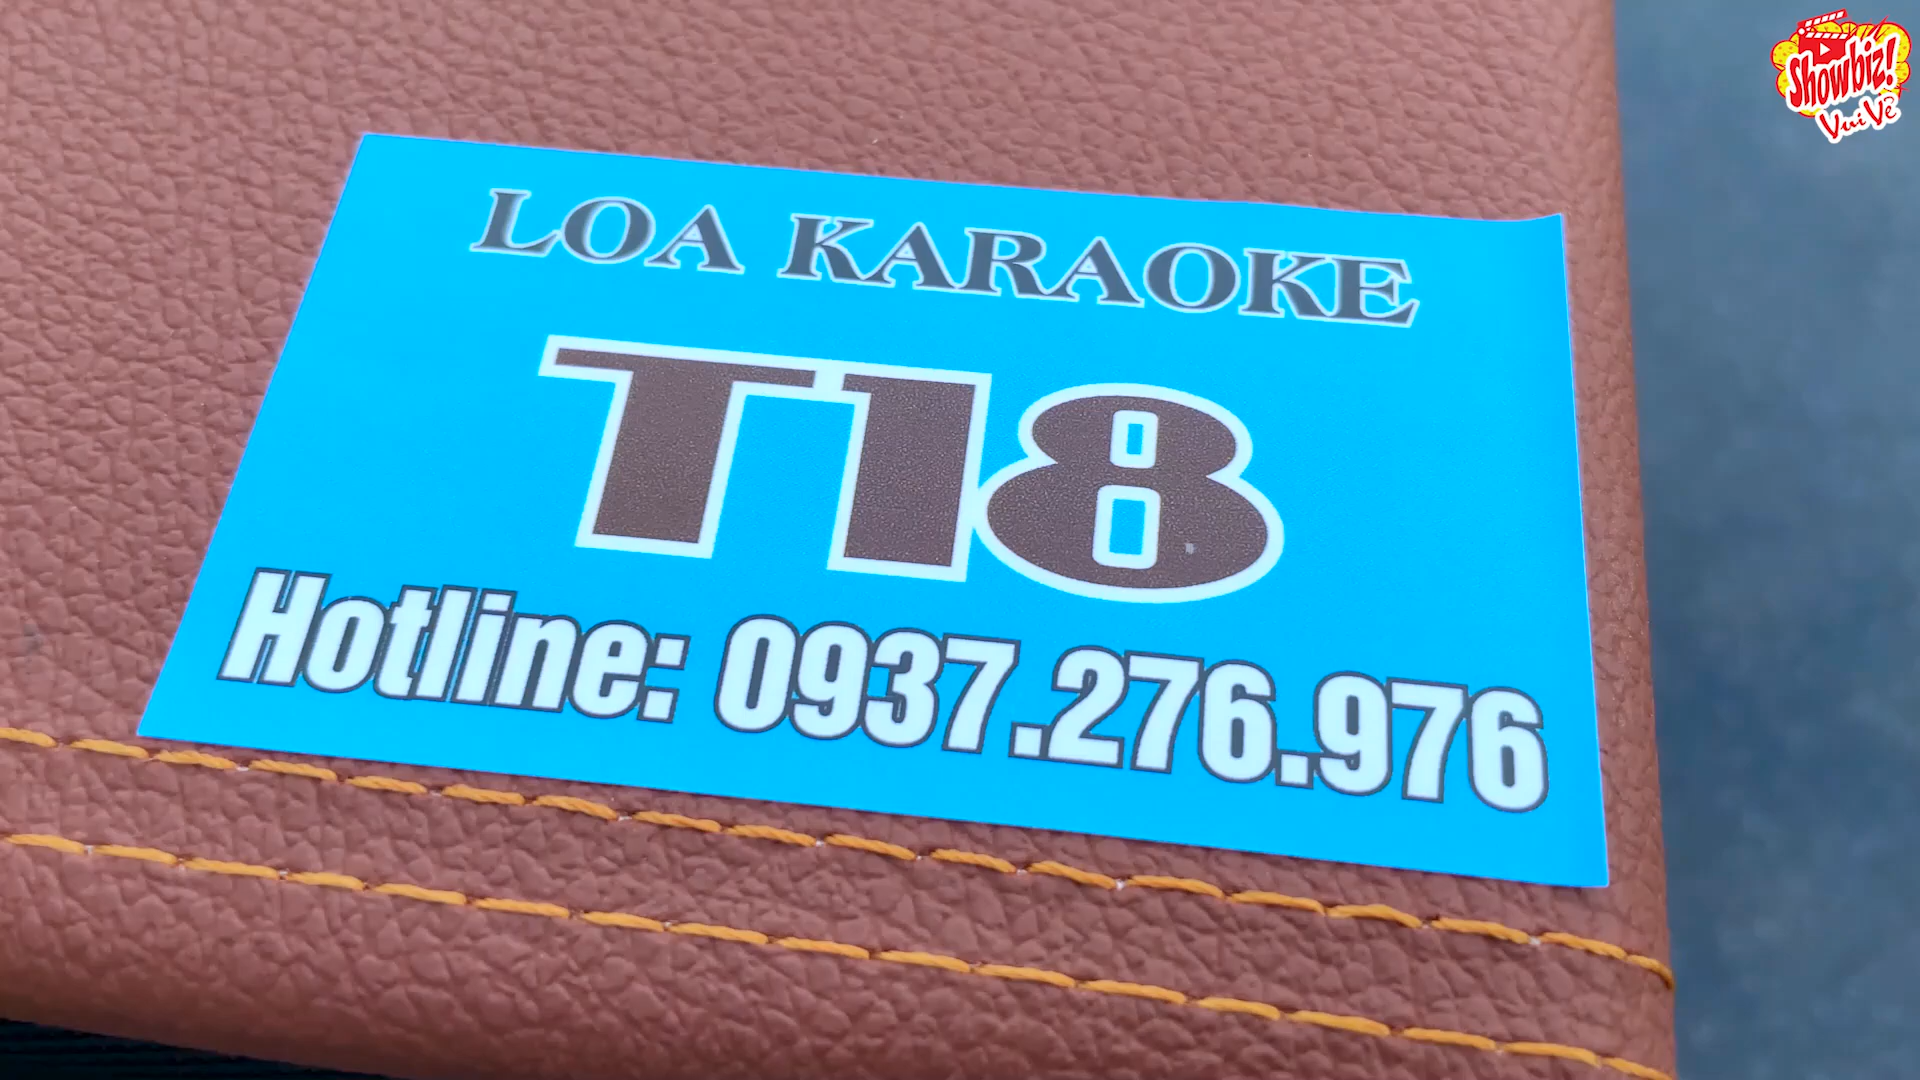 Showbiz!
Vui Vẻ
LOA KARAOKE
T18
Hotline: 0937.276.976